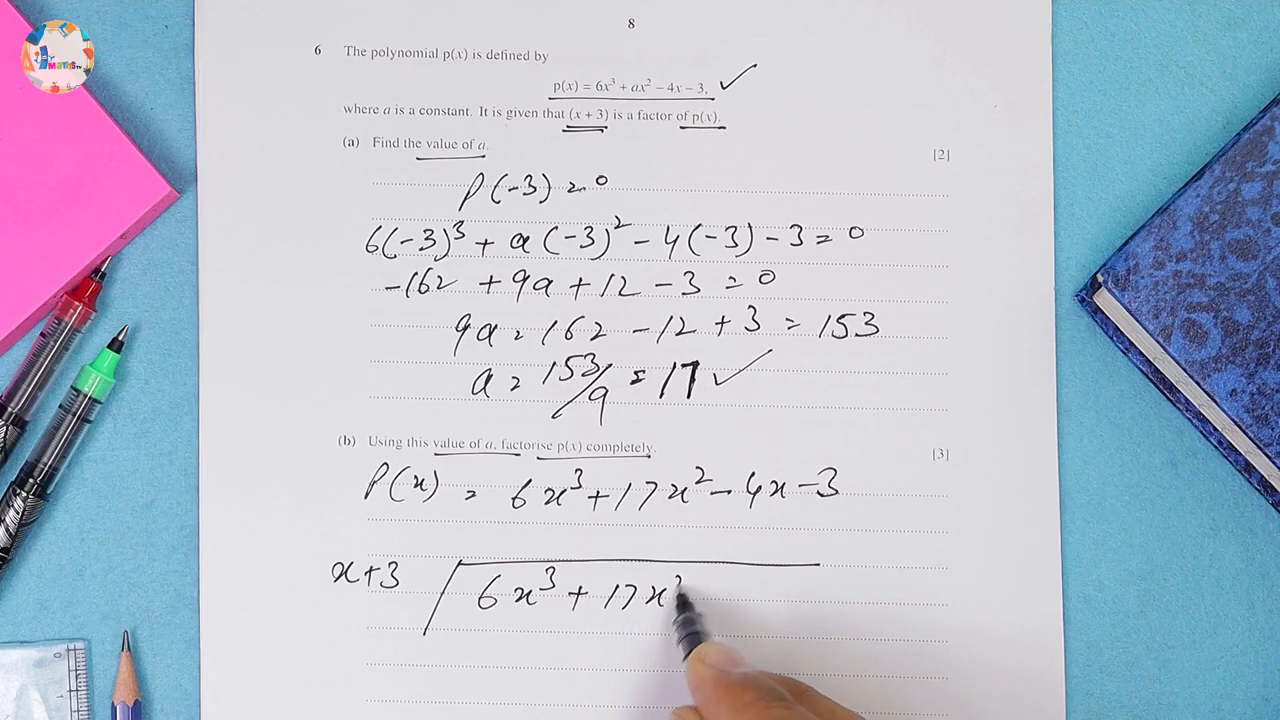 8
6 The polynomial p(x) is defined by
p(x) = 6x³ + ax² − 4x − 3, ✓
where a is a constant. It is given that (x + 3) is a factor of p(x).
(a) Find the value of a. [2]
P(-3) = 0
6(-3)³ + a(-3)² - 4(-3) - 3 = 0
-162 + 9a + 12 - 3 = 0
9a = 162 - 12 + 3 = 153
a = 153/9 = 17 ✓
(b) Using this value of a, factorise p(x) completely. [3]
P(x) = 6x³ + 17x² - 4x - 3
x+3 6x³ + 17x²